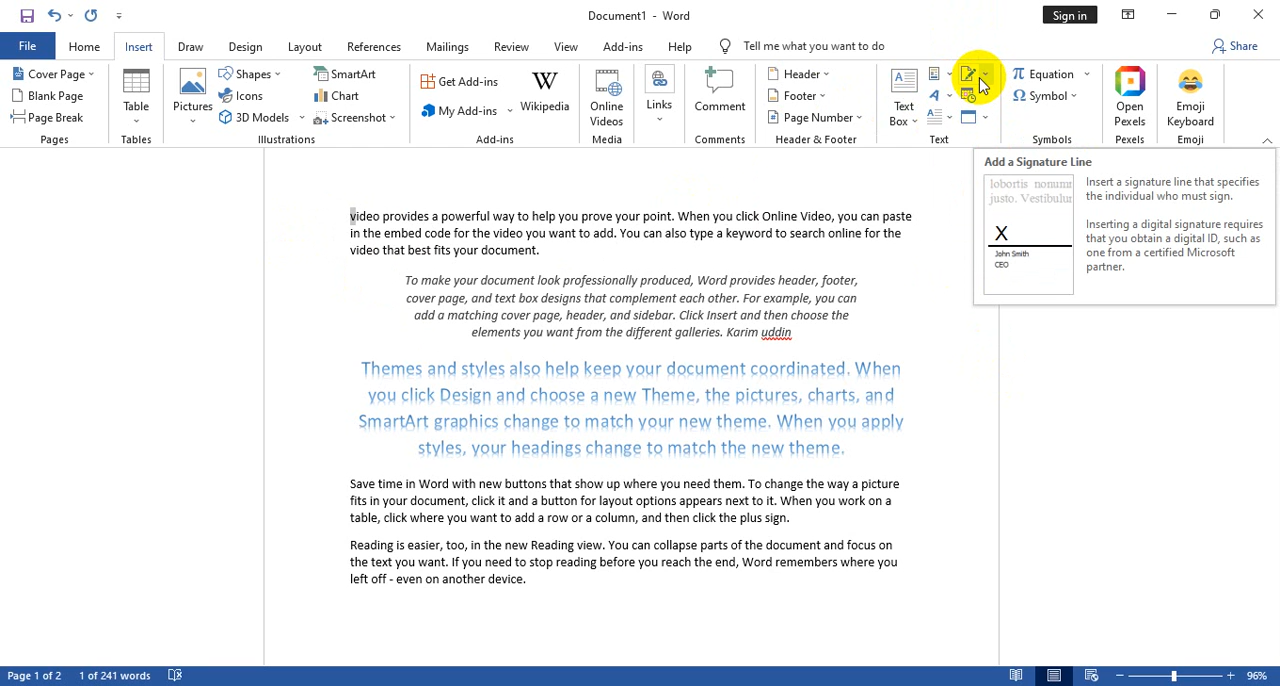 Document1 - Word
Sign in
File Home Insert Draw Design Layout References Mailings Review View Add-ins Help Tell me what you want to do Share
Cover Page
Blank Page
Page Break
Pages
Table
Tables
Pictures
Shapes
Icons
3D Models
SmartArt
Chart
Screenshot
Illustrations
Get Add-ins
My Add-ins
Wikipedia
Add-ins
Online
Videos
Media
Links
Comment
Comments
Header
Footer
Page Number
Header & Footer
Text
Box
Text
Equation
Symbol
Symbols
Open
Pexels
Pexels
Emoji
Keyboard
Emoji
Add a Signature Line
lobortis nonumm
justo. Vestibulur
X
John Smith
CEO
Insert a signature line that specifies
the individual who must sign.
Inserting a digital signature requires
that you obtain a digital ID, such as
one from a certified Microsoft
partner.
video provides a powerful way to help you prove your point. When you click Online Video, you can paste
in the embed code for the video you want to add. You can also type a keyword to search online for the
video that best fits your document.
To make your document look professionally produced, Word provides header, footer,
cover page, and text box designs that complement each other. For example, you can
add a matching cover page, header, and sidebar. Click Insert and then choose the
elements you want from the different galleries. Karim uddin
Themes and styles also help keep your document coordinated. When
you click Design and choose a new Theme, the pictures, charts, and
SmartArt graphics change to match your new theme. When you apply
styles, your headings change to match the new theme.
Save time in Word with new buttons that show up where you need them. To change the way a picture
fits in your document, click it and a button for layout options appears next to it. When you work on a
table, click where you want to add a row or a column, and then click the plus sign.
Reading is easier, too, in the new Reading view. You can collapse parts of the document and focus on
the text you want. If you need to stop reading before you reach the end, Word remembers where you
left off - even on another device.
Page 1 of 2 1 of 241 words 96%